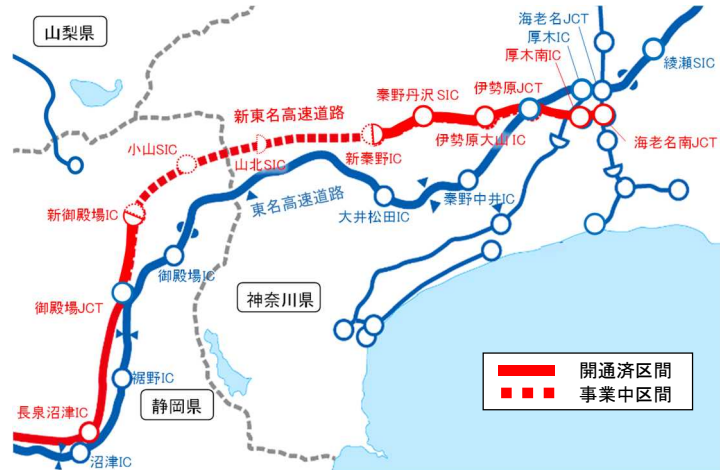 海老名JCT
山梨県
厚木IC
厚木南IC
綾瀬SIC
伊勢原JCT
秦野丹沢SIC
新東名高速道路
伊勢原大山IC
海老名南JCT
小山SIC
山北SIC
新秦野IC
東名高速道路
秦野中井IC
大井松田IC
新御殿場IC
御殿場IC
神奈川県
御殿場JCT
開通済区間
裾野IC
事業中区間
静岡県
長泉沼津IC
沼津IC